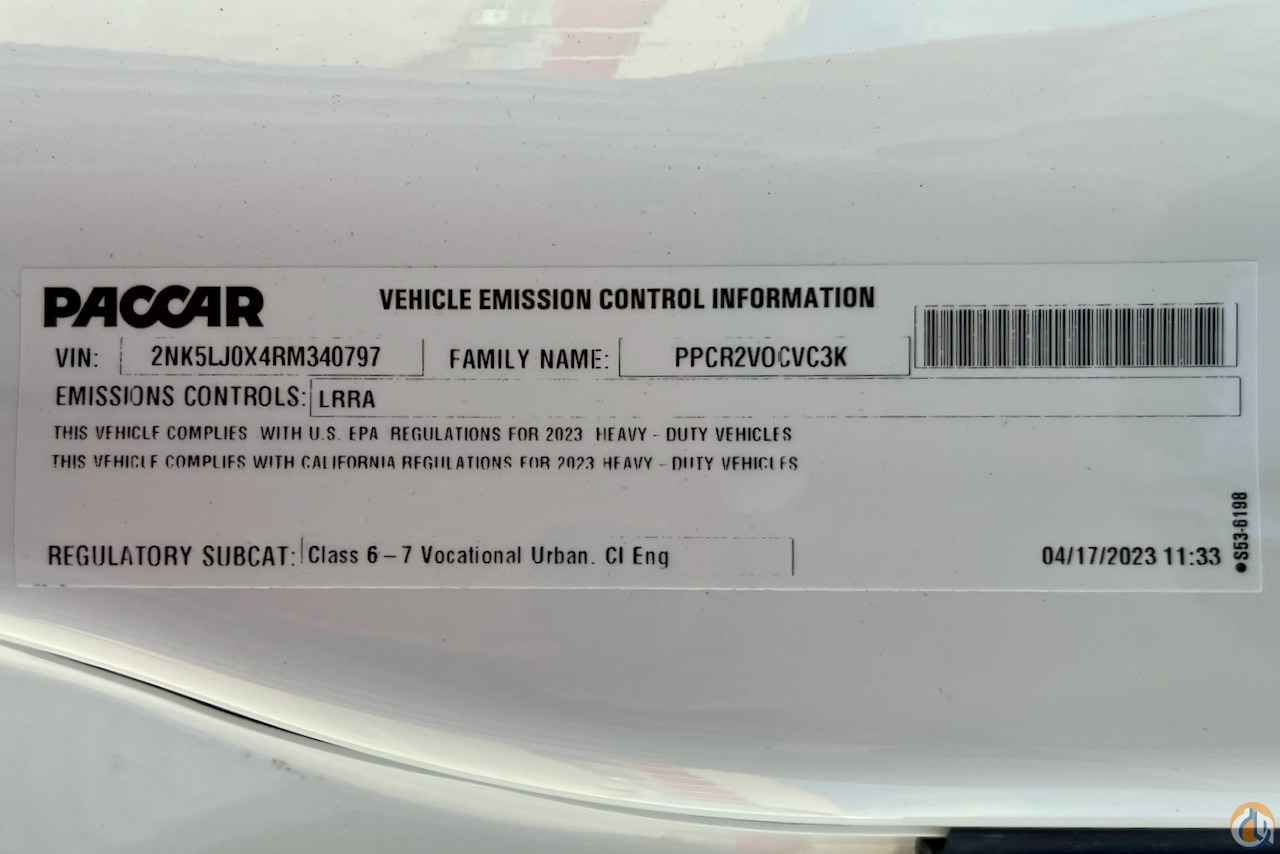 PACCAR
VEHICLE EMISSION CONTROL INFORMATION
VIN: 2NK5LJ0X4RM340797 FAMILY NAME: PPCR2VOCVC3K
EMISSIONS CONTROLS: LRRA
THIS VEHICLE COMPLIES WITH U.S. EPA REGULATIONS FOR 2023 HEAVY - DUTY VEHICLES
THIS VEHICLE COMPLIES WITH CALIFORNIA REGULATIONS FOR 2023 HEAVY - DUTY VEHICLES
REGULATORY SUBCAT: Class 6 - 7 Vocational Urban. CI Eng
04/17/2023 11:33
●S53-6198